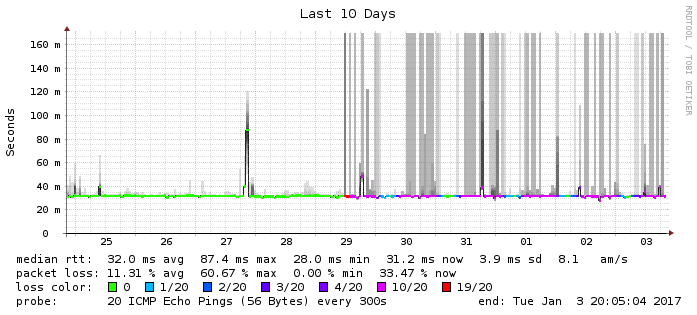 Last 10 Days
RRDTOOL / TOBI OETIKER
Seconds
160 m
140 m
120 m
100 m
80 m
60 m
40 m
20 m
0
25 26 27 28 29 30 31 01 02 03
median rtt: 32.0 ms avg 87.4 ms max 28.0 ms min 31.2 ms now 3.9 ms sd 8.1 am/s
packet loss: 11.31 % avg 60.67 % max 0.00 % min 33.47 % now
loss color: 0 1/20 2/20 3/20 4/20 10/20 19/20
probe: 20 ICMP Echo Pings (56 Bytes) every 300s end: Tue Jan 3 20:05:04 2017